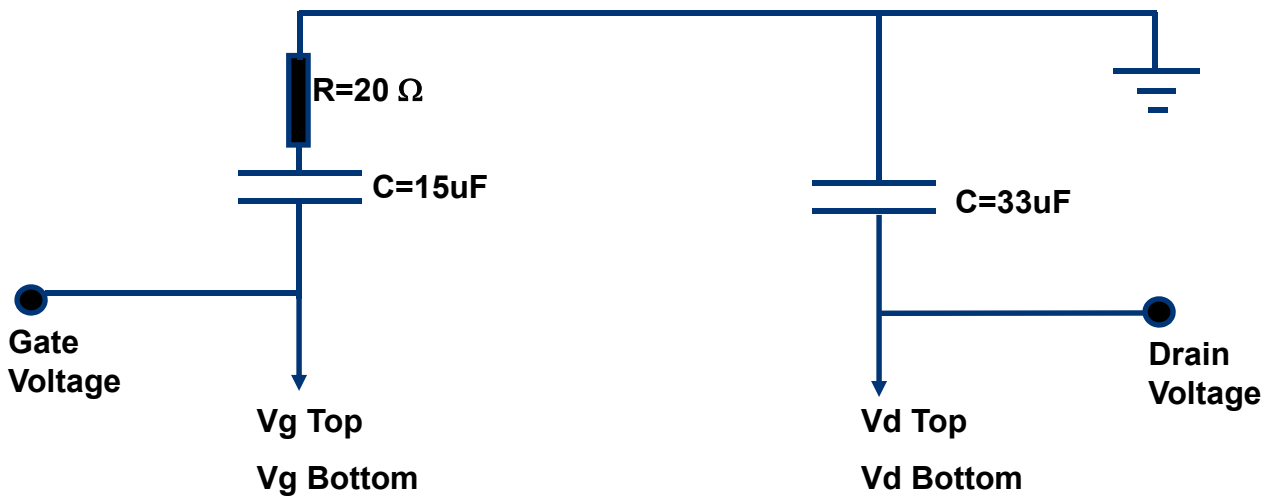 R=20 Ω
C=15uF
C=33uF
Gate
Voltage
Drain
Voltage
Vg Top
Vd Top
Vg Bottom
Vd Bottom